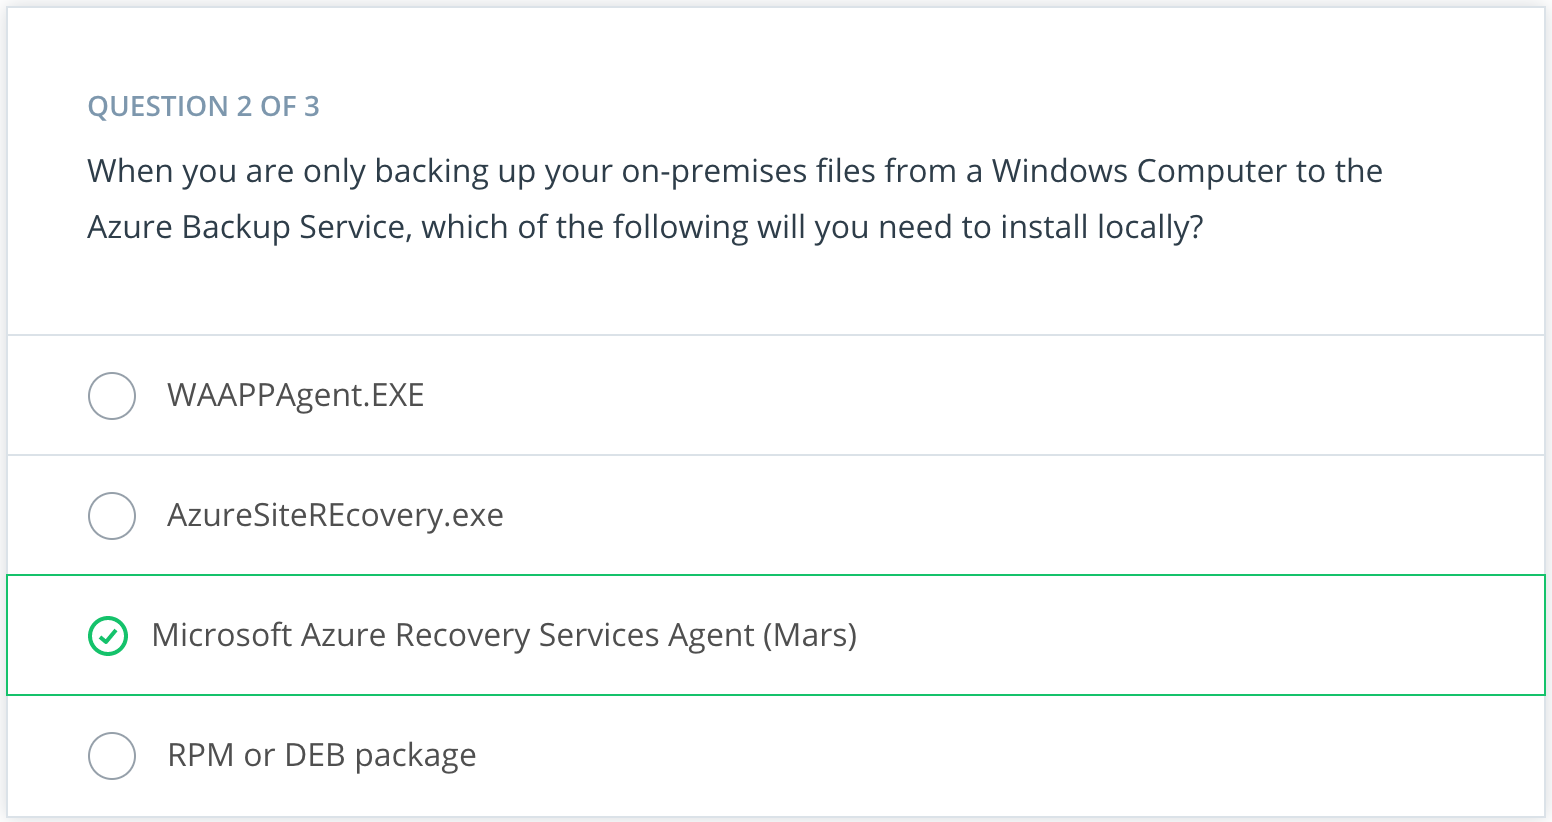 QUESTION 2 OF 3
When you are only backing up your on-premises files from a Windows Computer to the
Azure Backup Service, which of the following will you need to install locally?
WAAPPAgent.EXE
AzureSiteREcovery.exe
Microsoft Azure Recovery Services Agent (Mars)
RPM or DEB package